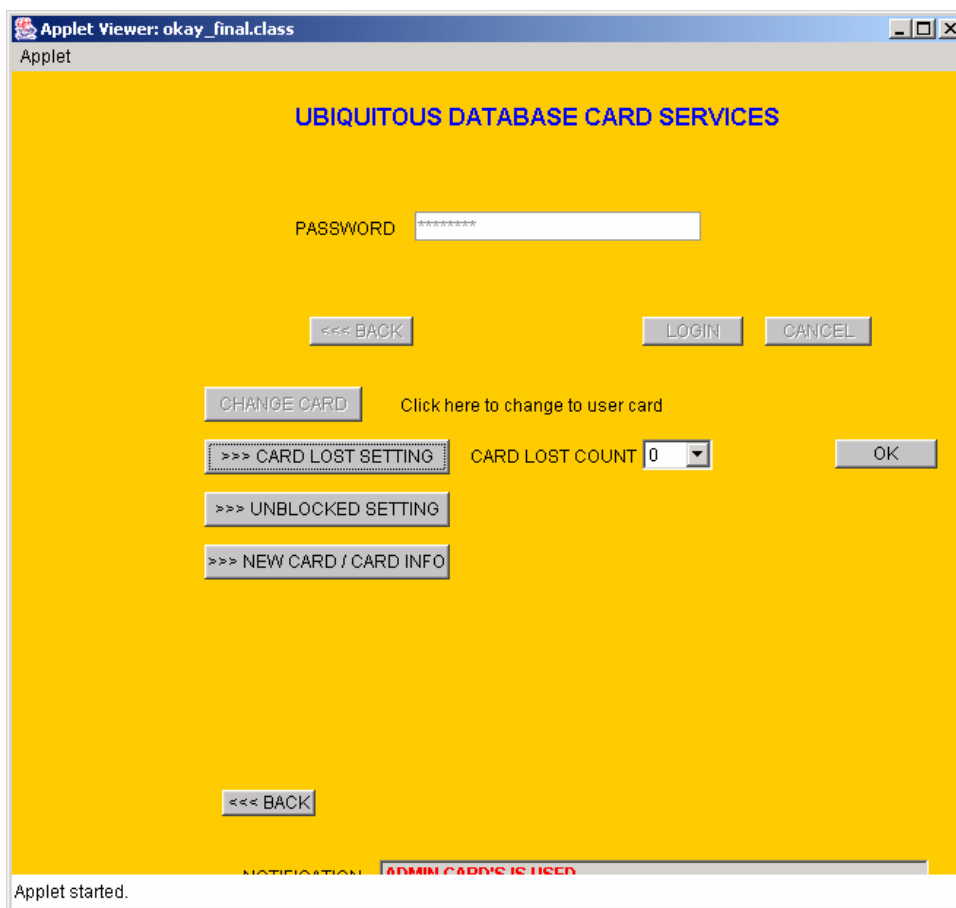 Applet Viewer: okay_final.class
Applet
UBIQUITOUS DATABASE CARD SERVICES
PASSWORD ********
<<< BACK LOGIN CANCEL
CHANGE CARD Click here to change to user card
>>> CARD LOST SETTING CARD LOST COUNT 0 OK
>>> UNBLOCKED SETTING
>>> NEW CARD / CARD INFO
<<< BACK
NOTIFICATION ADMIN CARD'S IS USED
Applet started.